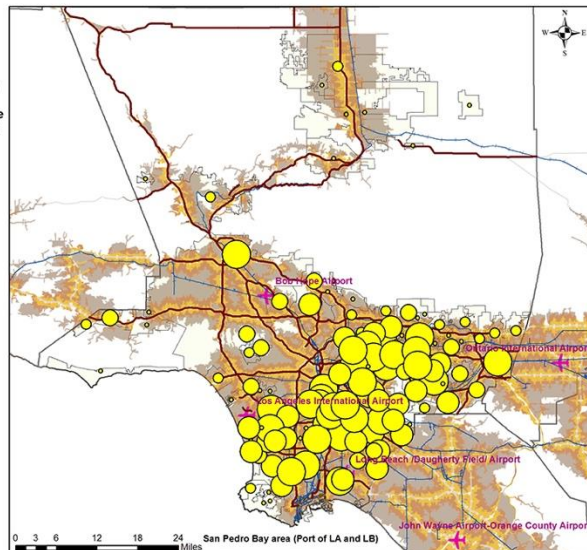 N
W E
S
e
Bob Hope Airport
Ontario International Airport
Los Angeles International Airport
Long Beach /Daugherty Field/ Airport
John Wayne Airport-Orange County Airport
San Pedro Bay area (Port of LA and LB)
0 3 6 12 18 24
Miles